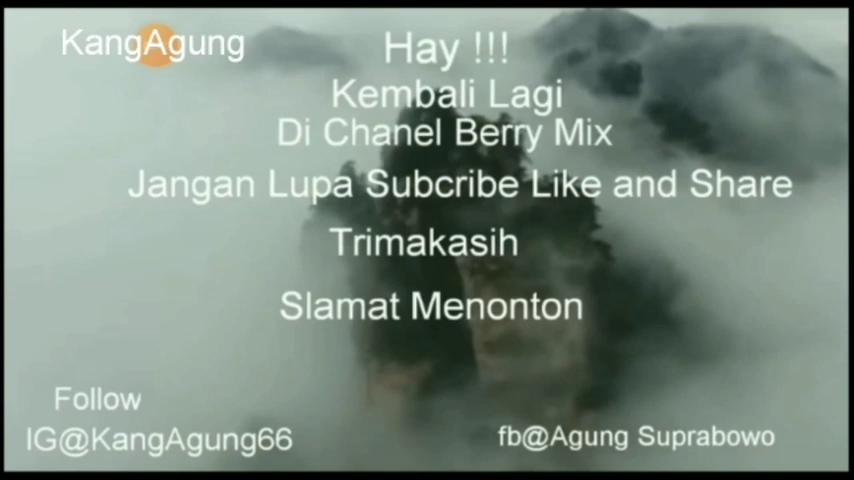 KangAgung
Hay !!!
Kembali Lagi
Di Chanel Berry Mix
Jangan Lupa Subcribe Like and Share
Trimakasih
Slamat Menonton
Follow
IG@KangAgung66
fb@Agung Suprabowo